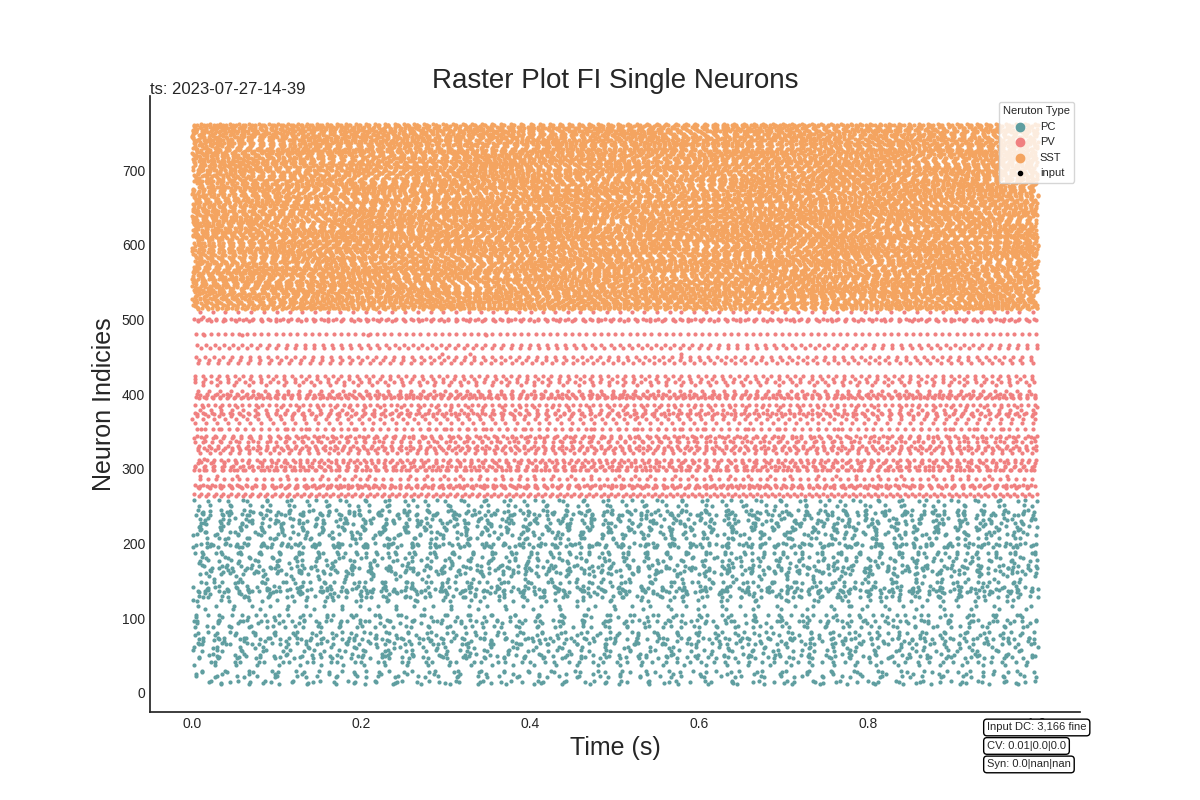 Raster Plot FI Single Neurons
ts: 2023-07-27-14-39
Neruton Type
PC
PV
SST
input
Neuron Indicies
700
600
500
400
300
200
100
0
0.0 0.2 0.4 0.6 0.8
Time (s)
Input DC: 3,166 fine
CV: 0.01|0.0|0.0
Syn: 0.0|nan|nan